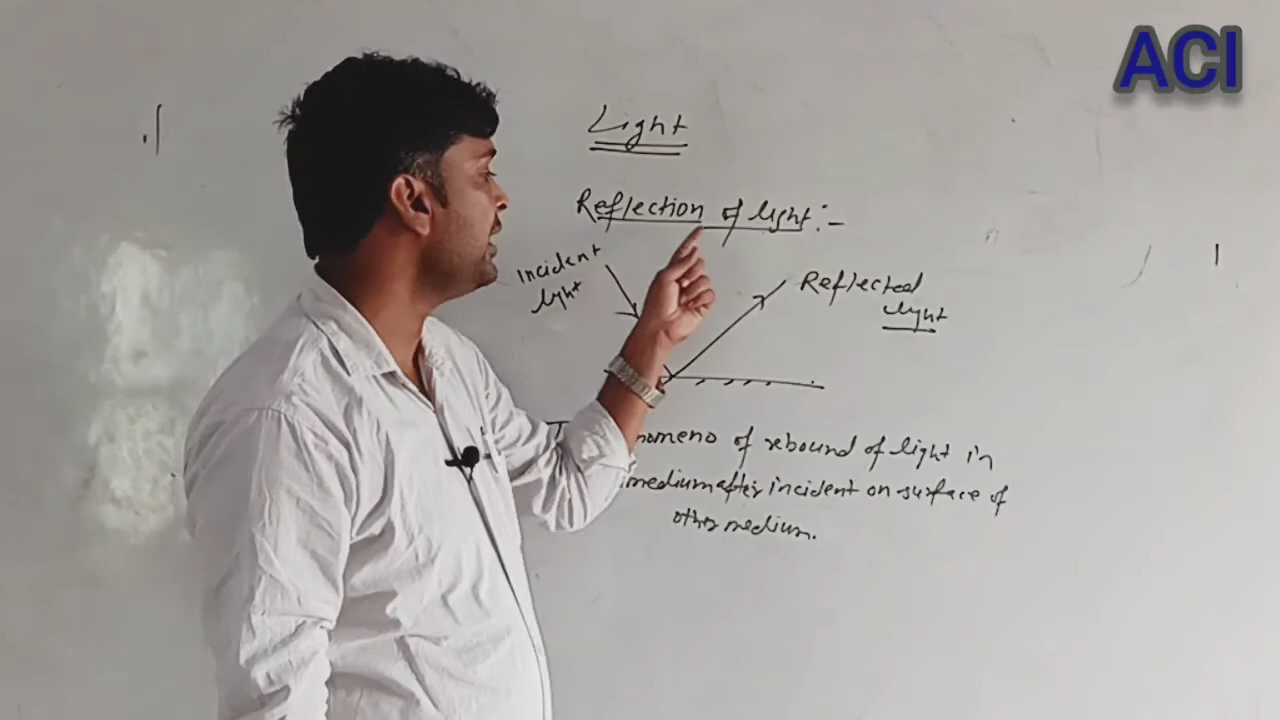 ACI
Light
Reflection of light :-
Incident
light
Reflected
light
nomeno of rebound of light in
medium after incident on surface of
other medium.